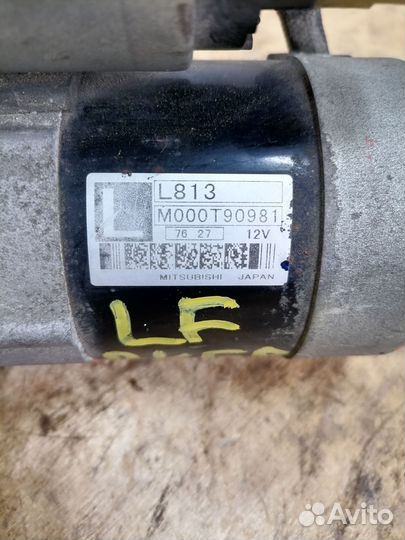 L
L813
M000T90981
76 27 12V
MITSUBISHI JAPAN
LF
Avito